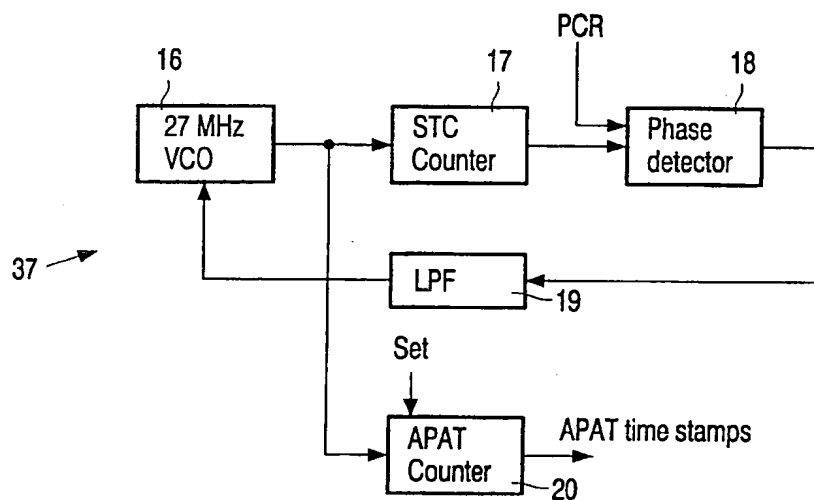 PCR
16
17
18
27 MHz
VCO
STC
Counter
Phase
detector
37
LPF
19
Set
APAT
Counter
APAT time stamps
20